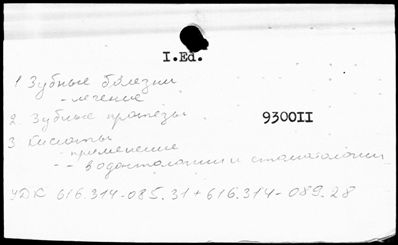 I.Ed.
1. Зубные болезни
- лечение
2. Зубные протезы
9300II
3. Кислоты
- применение
- - в одонтологии и стоматологии
УДК 616.314-085.31+616.314-089.28